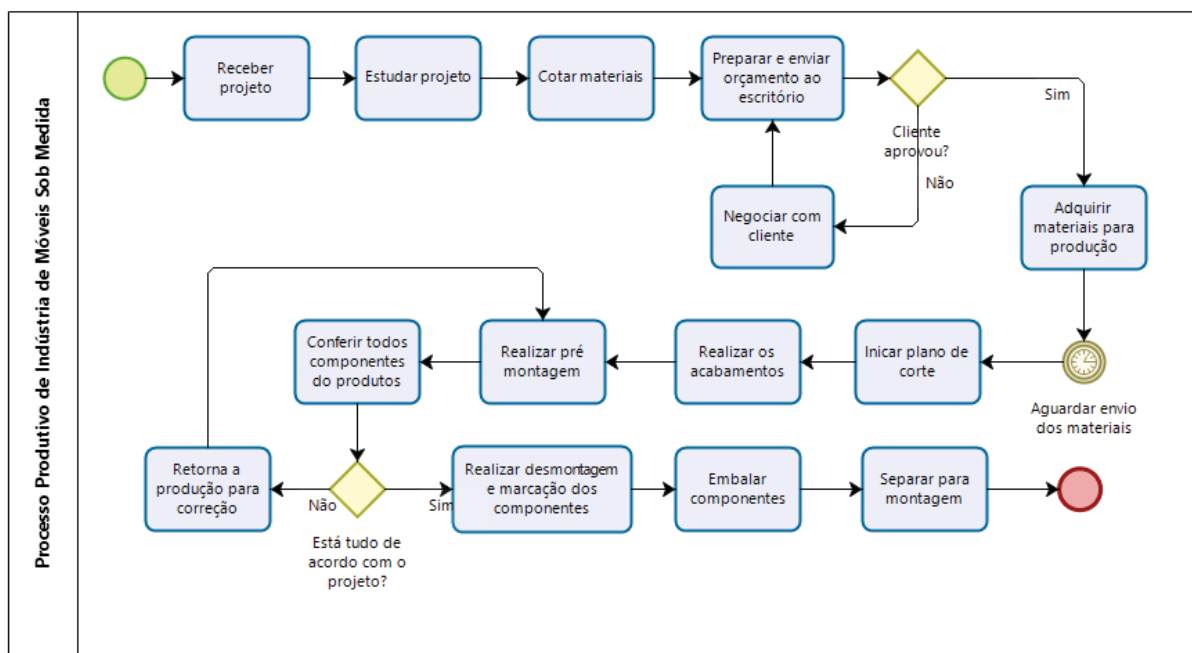 Processo Produtivo de Indústria de Móveis Sob Medida
Receber
projeto
Estudar projeto
Cotar materiais
Preparar e enviar
orçamento ao
escritório
Sim
Cliente
aprovou?
Não
Negociar com
cliente
Adquirir
materiais para
produção
Aguardar envio
dos materiais
Inicar plano de
corte
Realizar os
acabamentos
Realizar pré
montagem
Conferir todos
componentes
do produtos
Está tudo de
acordo com o
projeto?
Não
Retorna a
produção para
correção
Sim
Realizar desmontagem
e marcação dos
componentes
Embalar
componentes
Separar para
montagem